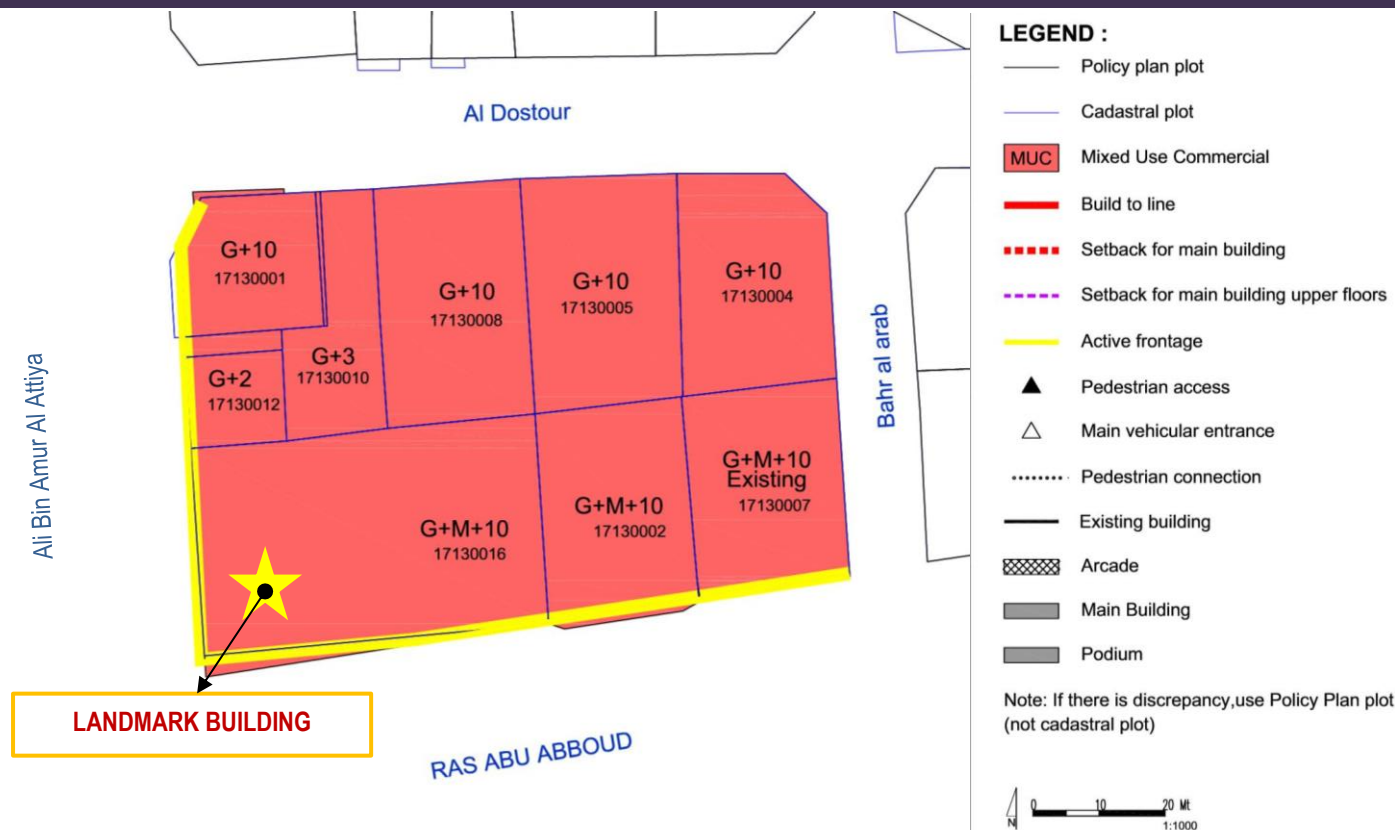 Al Dostour
G+10
17130001
G+3
17130010
G+10
17130008
G+10
17130005
G+10
17130004
G+2
17130012
G+M+10
17130016
G+M+10
17130002
G+M+10
Existing
17130007
Ali Bin Amur Al Attiya
Bahr al arab
LANDMARK BUILDING
RAS ABU ABBOUD
LEGEND :
Policy plan plot
Cadastral plot
MUC Mixed Use Commercial
Build to line
Setback for main building
Setback for main building upper floors
Active frontage
Pedestrian access
Main vehicular entrance
Pedestrian connection
Existing building
Arcade
Main Building
Podium
Note: If there is discrepancy,use Policy Plan plot
(not cadastral plot)
N
0 10 20 Mt
1:1000